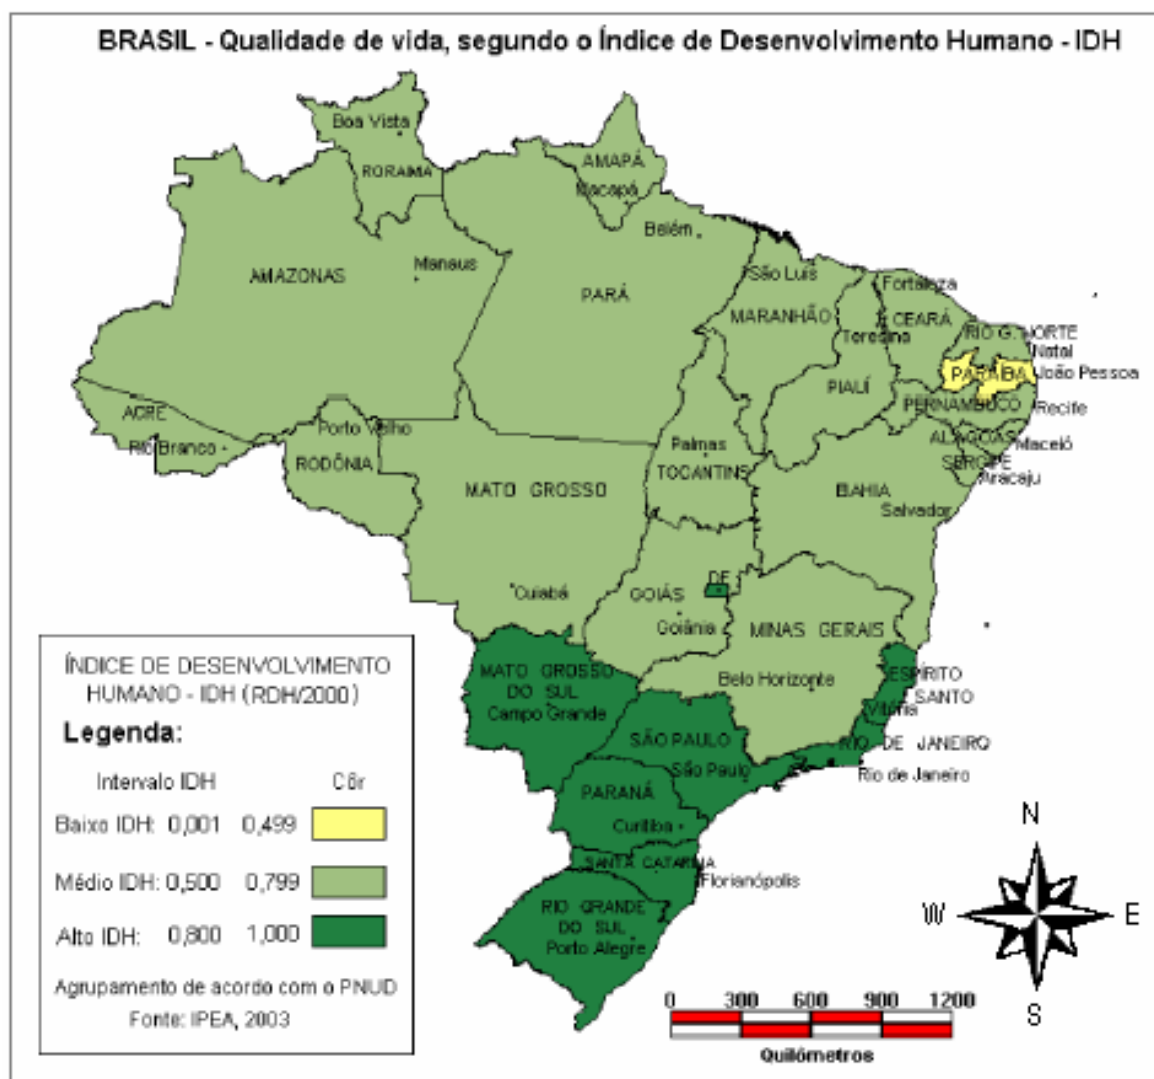 BRASIL - Qualidade de vida, segundo o Índice de Desenvolvimento Humano - IDH
Boa Vista
RORAIMA
AMAPÁ
Macapá
Belém
AMAZONAS
Manaus
PARÁ
São Luís
MARANHÃO
Fortaleza
CEARÁ
Teresina
RIO G. NORTE
Natal
PARAÍBA
João Pessoa
PIAUÍ
PERNAMBUCO
Recife
ACRE
Rio Branco
Porto Velho
RODÔNIA
ALAGOAS
Maceió
SERGIPE
Aracaju
Palmas
TOCANTINS
MATO GROSSO
BAHIA
Salvador
Cuiabá
GOIÁS
DF
Goiânia
MINAS GERAIS
Belo Horizonte
ESPÍRITO
SANTO
Vitória
MATO GROSSO
DO SUL
Campo Grande
SÃO PAULO
São Paulo
RIO DE JANEIRO
Rio de Janeiro
PARANÁ
Curitiba
SANTA CATARINA
Florianópolis
RIO GRANDE
DO SUL
Porto Alegre
ÍNDICE DE DESENVOLVIMENTO
HUMANO - IDH (RDH/2000)
Legenda:
Intervalo IDH Côr
Baixo IDH: 0,001 0,499
Médio IDH: 0,500 0,799
Alto IDH: 0,800 1,000
Agrupamento de acordo com o PNUD
Fonte: IPEA, 2003
N
W E
S
0 300 600 900 1200
Quilómetros